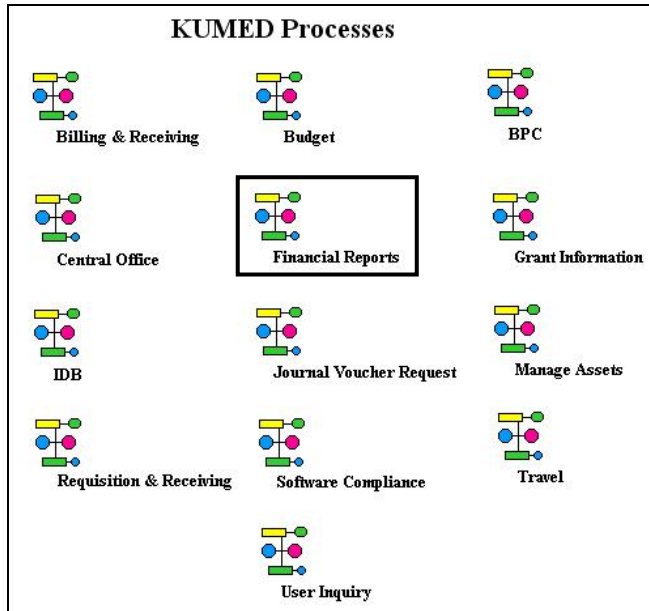 KUMED Processes
Billing & Receiving
Budget
BPC
Central Office
Financial Reports
Grant Information
IDB
Journal Voucher Request
Manage Assets
Requisition & Receiving
Software Compliance
Travel
User Inquiry